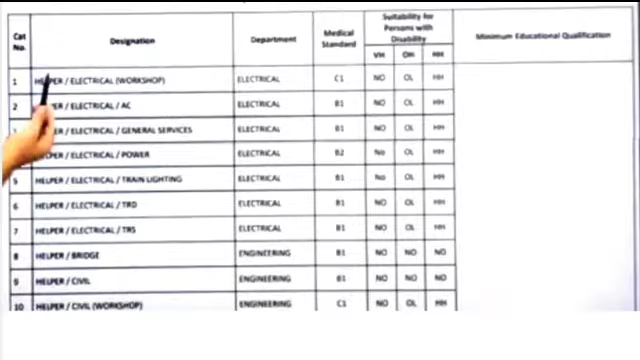 Cat No. Designation Department Medical Standard Suitability for Persons with Disability Minimum Educational Qualification
VH OH HH
1 HELPER / ELECTRICAL (WORKSHOP) ELECTRICAL C1 NO OL HH
2 / ELECTRICAL / AC ELECTRICAL B1 NO OL HH
/ ELECTRICAL / GENERAL SERVICES ELECTRICAL B1 NO OL HH
HELPER / ELECTRICAL / POWER ELECTRICAL B2 No OL HH
5 HELPER / ELECTRICAL / TRAIN LIGHTING ELECTRICAL B1 No OL HH
6 HELPER / ELECTRICAL / TRD ELECTRICAL B1 NO OL HH
7 HELPER / ELECTRICAL / TRS ELECTRICAL B1 NO OL HH
8 HELPER / BRIDGE ENGINEERING B1 NO NO NO
9 HELPER / CIVIL ENGINEERING B1 NO NO NO
10 HELPER / CIVIL (WORKSHOP) ENGINEERING C1 NO OL HH